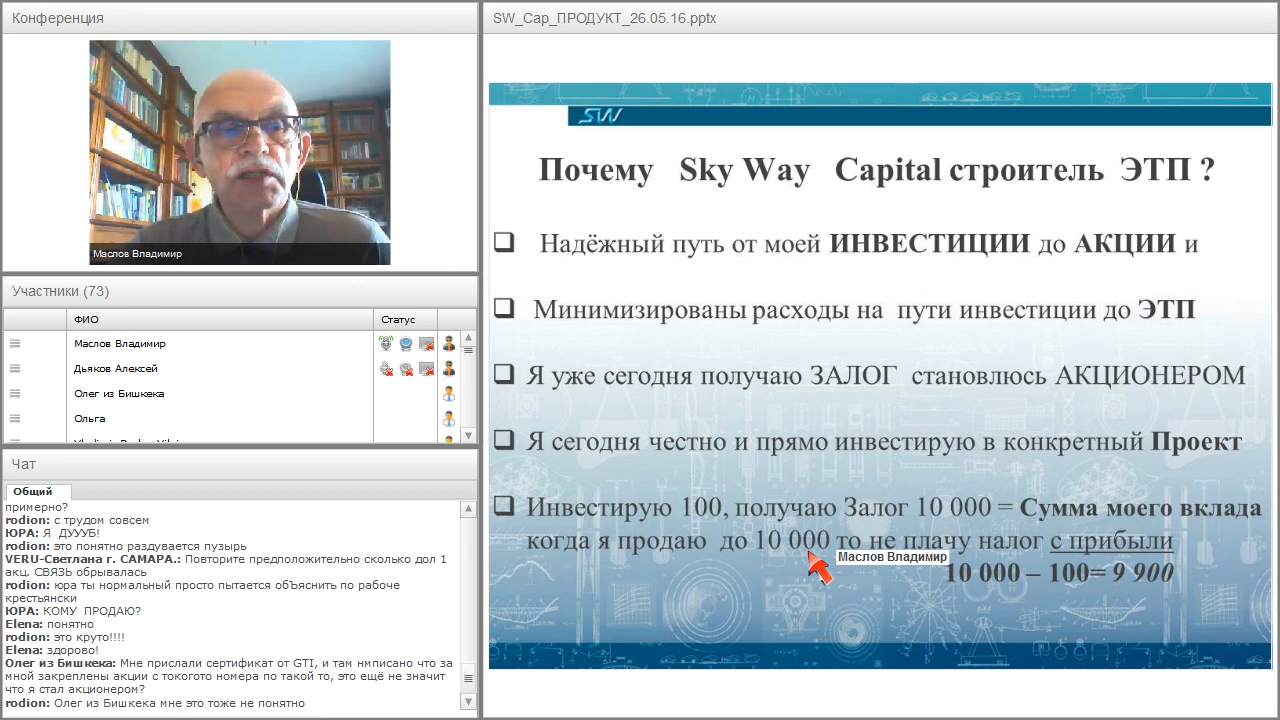 Конференция
Маслов Владимир
Участники (73)
ФИО
Статус
Маслов Владимир
Дьяков Алексей
Олег из Бишкека
Ольга
Чат
Общий
примерно?
rodion: с трудом совсем
ЮРА: Я ДУУУБ!
rodion: это понятно раздувается пузырь
VERU-Светлана г. САМАРА.: Повторите предположительно сколько дол 1
акц. СВЯЗЬ обрывалась
rodion: Юра ты нармольный просто пытается объяснить по рабоче
крестьянски
ЮРА: КОМУ ПРОДАЮ?
Elena: понятно
rodion: это круто!!!!
Elena: здорово!
Олег из Бишкека: Мне прислали сертификат от GTI, и там написано что за
мной закреплены акции с такого номера по такой то, это ещё не значит
что я стал акционером?
rodion: Олег из Бишкека мне это тоже не понятно
SW_Cap_ПРОДУКТ_26.05.16.pptx
SW
Почему Sky Way Capital строитель ЭТП ?
Надёжный путь от моей ИНВЕСТИЦИИ до АКЦИИ и
Минимизированы расходы на пути инвестиции до ЭТП
Я уже сегодня получаю ЗАЛОГ становлюсь АКЦИОНЕРОМ
Я сегодня честно и прямо инвестирую в конкретный Проект
Инвестирую 100, получаю Залог 10 000 = Сумма моего вклада
когда я продаю до 10 000 то не плачу налог с прибыли
Маслов Владимир
10 000 – 100= 9 900